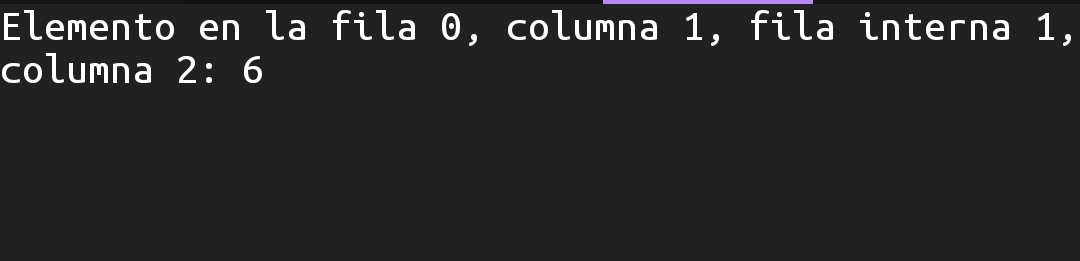 Elemento en la fila 0, columna 1, fila interna 1,
columna 2: 6